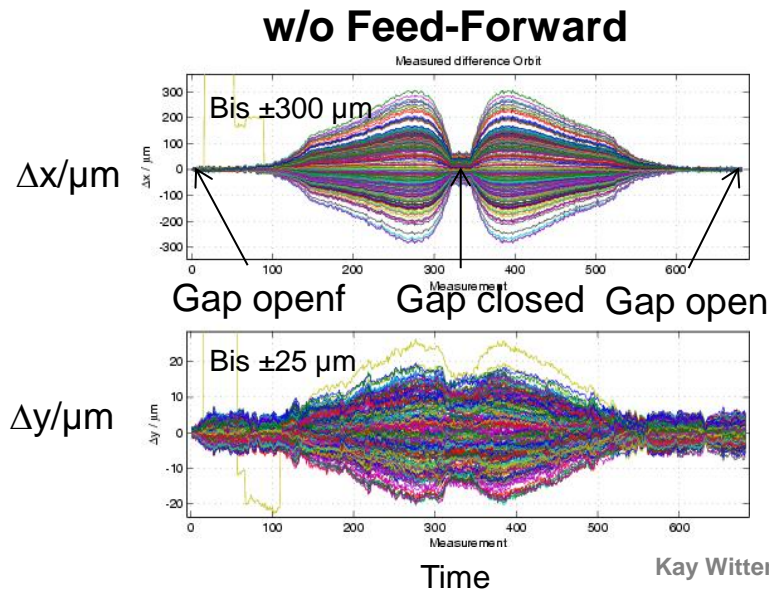 w/o Feed-Forward
Measured difference Orbit
Bis ±300 µm
Δx/µm
Δx / µm
300
200
100
0
-100
-200
-300
0 100 200 300 400 500 600
Measurement
Gap openf Gap closed Gap open
Bis ±25 µm
Δy/µm
Δy / µm
20
10
0
-10
-20
0 100 200 300 400 500 600
Measurement
Time
Kay Witter